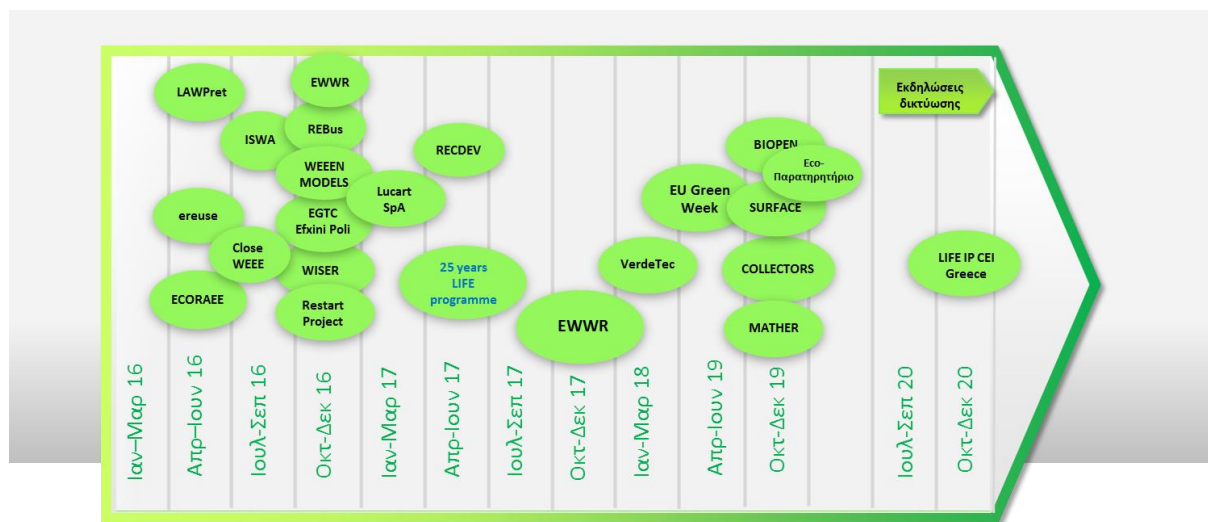 EWWR
LAWPret
Εκδηλώσεις
δικτύωσης
REBus
ISWA
BIOPEN
RECDEV
WEEEN
MODELS
Eco-
Παρατηρητήριο
Lucart
SpA
EU Green
Week
SURFACE
ereuse
EGTC
Efxini Poli
Close
WEEE
VerdeTec
LIFE IP CEI
Greece
WISER
25 years
LIFE
programme
COLLECTORS
ECORAEE
Restart
Project
EWWR
MATHER
Ιαν–Μαρ 16
Απρ–Ιουν 16
Ιουλ-Σεπ 16
Οκτ-Δεκ 16
Ιαν-Μαρ 17
Απρ-Ιουν 17
Ιουλ-Σεπ 17
Οκτ-Δεκ 17
Ιαν-Μαρ 18
Απρ-Ιουν 19
Οκτ-Δεκ 19
Ιουλ-Σεπ 20
Οκτ-Δεκ 20